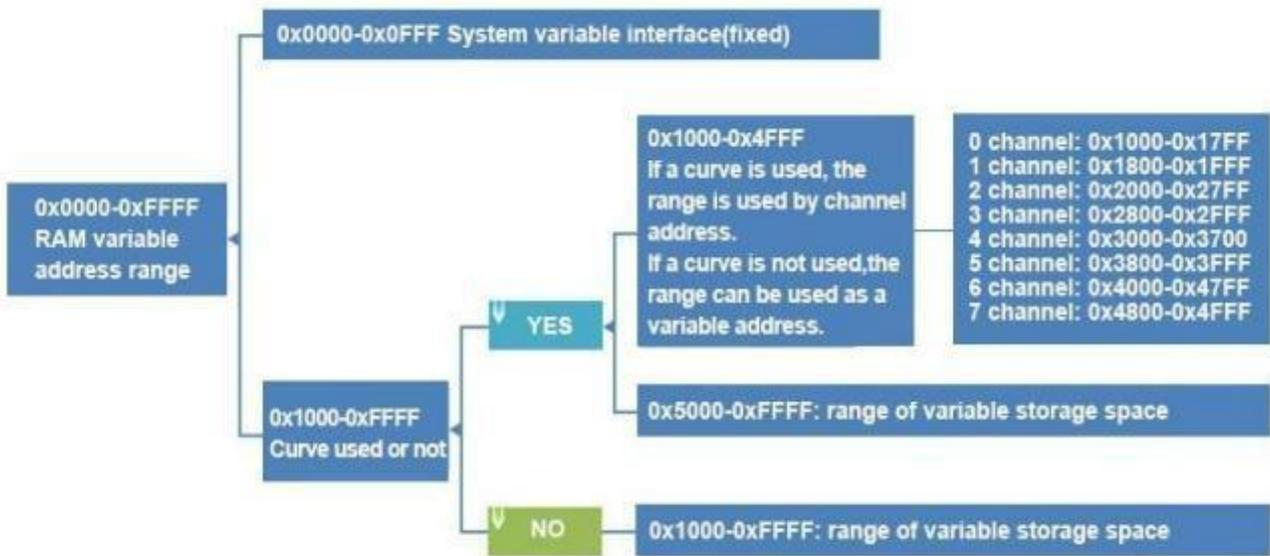 0x0000-0x0FFF System variable interface(fixed)
0x0000-0xFFFF
RAM variable
address range
0x1000-0x4FFF
If a curve is used, the
range is used by channel
address.
If a curve is not used,the
range can be used as a
variable address.
0 channel: 0x1000-0x17FF
1 channel: 0x1800-0x1FFF
2 channel: 0x2000-0x27FF
3 channel: 0x2800-0x2FFF
4 channel: 0x3000-0x3700
5 channel: 0x3800-0x3FFF
6 channel: 0x4000-0x47FF
7 channel: 0x4800-0x4FFF
YES
0x5000-0xFFFF: range of variable storage space
0x1000-0xFFFF
Curve used or not
NO
0x1000-0xFFFF: range of variable storage space